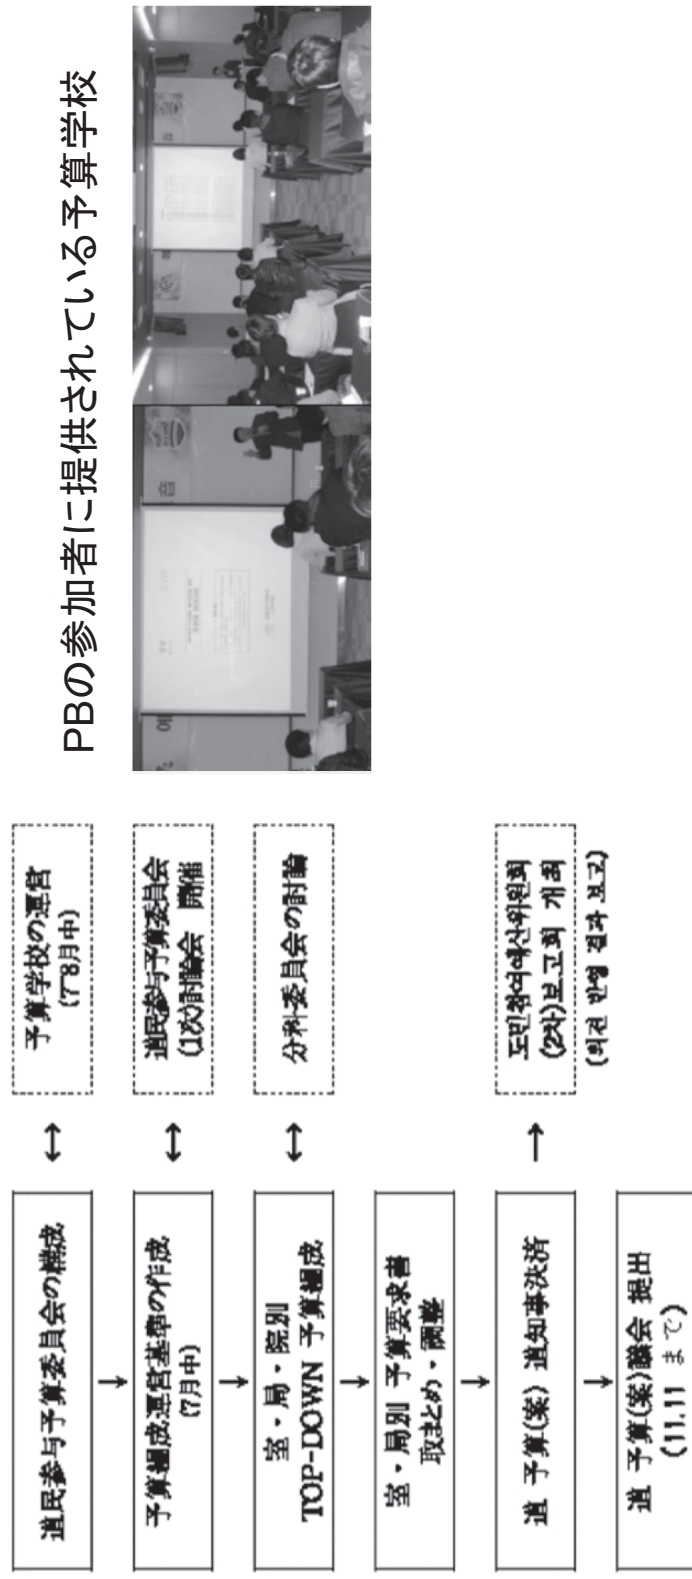 PBの参加者に提供されている予算学校
道民参与予算委員会の構成
↔
予算学校の運営
(7~8月中)
↓
予算編成運営基準の作成
(7月中)
↔
道民参与予算委員会
(1次)討論会 開催
↓
室・局・院別
TOP-DOWN 予算編成
↔
分科委員会の討論
↓
室・局別 予算要求書
取まとめ・調整
↓
道 予算(案) 道知事決済
→
도민참여예산위원회
(2차)보고회 개최
(의견 반영 결과 보고)
↓
道 予算(案)議会 提出
(11.11 まで)